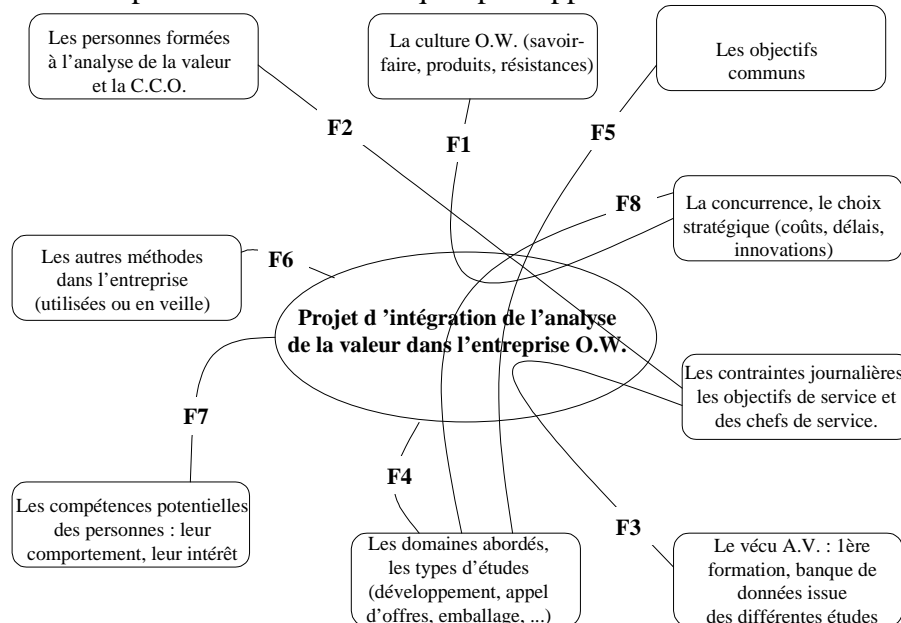 Les personnes formées
à l'analyse de la valeur
et la C.C.O.
La culture O.W. (savoir-
faire, produits, résistances)
Les objectifs
communs
F2
F1
F5
F8
La concurrence, le choix
stratégique (coûts, délais,
innovations)
Les autres méthodes
dans l'entreprise
(utilisées ou en veille)
F6
Projet d 'intégration de l'analyse
de la valeur dans l'entreprise O.W.
Les contraintes journalières
les objectifs de service et
des chefs de service.
F7
F4
Les compétences potentielles
des personnes : leur
comportement, leur intérêt
Les domaines abordés,
les types d'études
(développement, appel
d'offres, emballage, ...)
F3
Le vécu A.V. : 1ère
formation, banque de
données issue
des différentes études